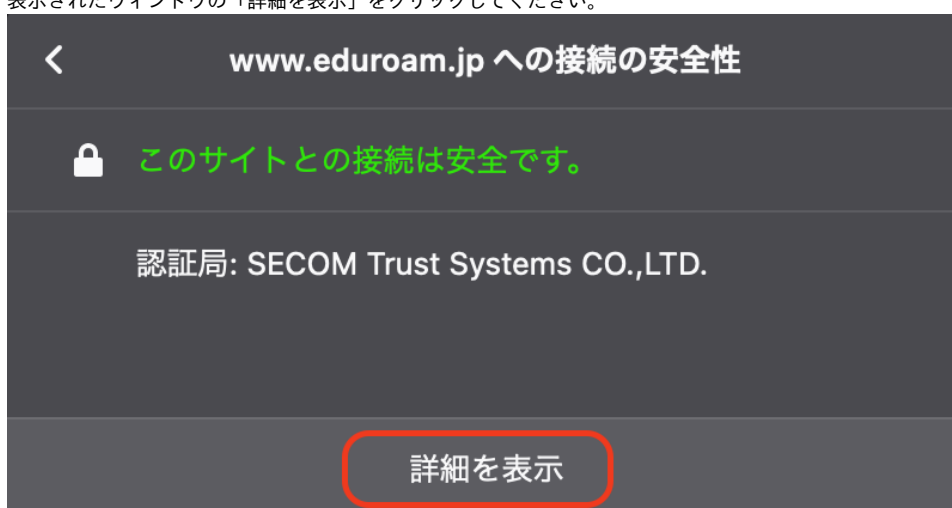 表示されたウィンドウの「詳細を表示」をクリックしてください。
www.eduroam.jp への接続の安全性
このサイトとの接続は安全です。
認証局: SECOM Trust Systems CO.,LTD.
詳細を表示